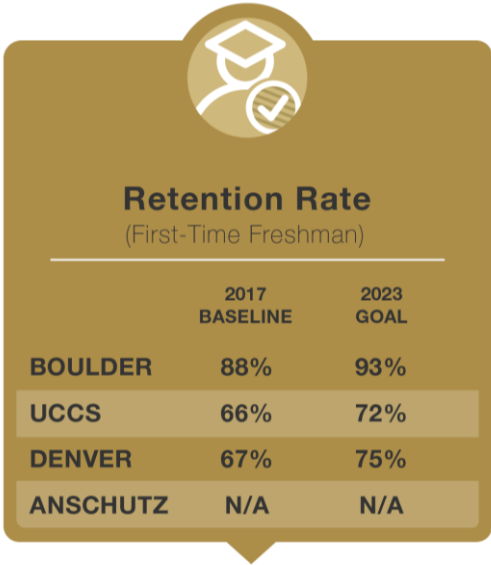 Retention Rate
(First-Time Freshman)
2017 2023
BASELINE GOAL
BOULDER 88% 93%
UCCS 66% 72%
DENVER 67% 75%
ANSCHUTZ N/A N/A